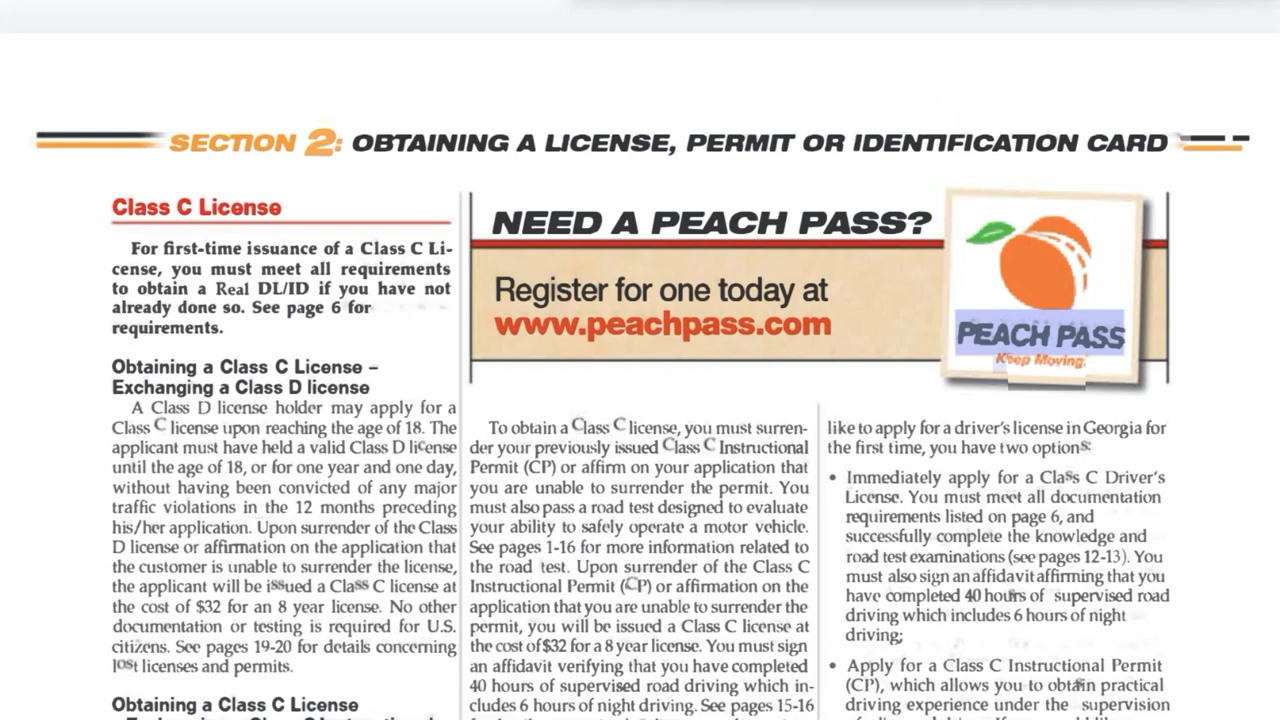 SECTION 2: OBTAINING A LICENSE, PERMIT OR IDENTIFICATION CARD
Class C License
For first-time issuance of a Class C Li-
cense, you must meet all requirements
to obtain a Real DL/ID if you have not
already done so. See page 6 for
requirements.
Obtaining a Class C License –
Exchanging a Class D license
A Class D license holder may apply for a
Class C license upon reaching the age of 18. The
applicant must have held a valid Class D license
until the age of 18, or for one year and one day,
without having been convicted of any major
traffic violations in the 12 months preceding
his/her application. Upon surrender of the Class
D license or affirmation on the application that
the customer is unable to surrender the license,
the applicant will be issued a Class C license at
the cost of $32 for an 8 year license. No other
documentation or testing is required for U.S.
citizens. See pages 19-20 for details concerning
lost licenses and permits.
Obtaining a Class C License
NEED A PEACH PASS?
Register for one today at
www.peachpass.com
PEACH PASS
Keep Moving.
To obtain a Class C license, you must surren-
der your previously issued Class C Instructional
Permit (CP) or affirm on your application that
you are unable to surrender the permit. You
must also pass a road test designed to evaluate
your ability to safely operate a motor vehicle.
See pages 1-16 for more information related to
the road test. Upon surrender of the Class C
Instructional Permit (CP) or affirmation on the
application that you are unable to surrender the
permit, you will be issued a Class C license at
the cost of $32 for a 8 year license. You must sign
an affidavit verifying that you have completed
40 hours of supervised road driving which in-
cludes 6 hours of night driving. See pages 15-16
like to apply for a driver's license in Georgia for
the first time, you have two options:
• Immediately apply for a Class C Driver's
License. You must meet all documentation
requirements listed on page 6, and
successfully complete the knowledge and
road test examinations (see pages 12-13). You
must also sign an affidavit affirming that you
have completed 40 hours of supervised road
driving which includes 6 hours of night
driving;
• Apply for a Class C Instructional Permit
(CP), which allows you to obtain practical
driving experience under the supervision